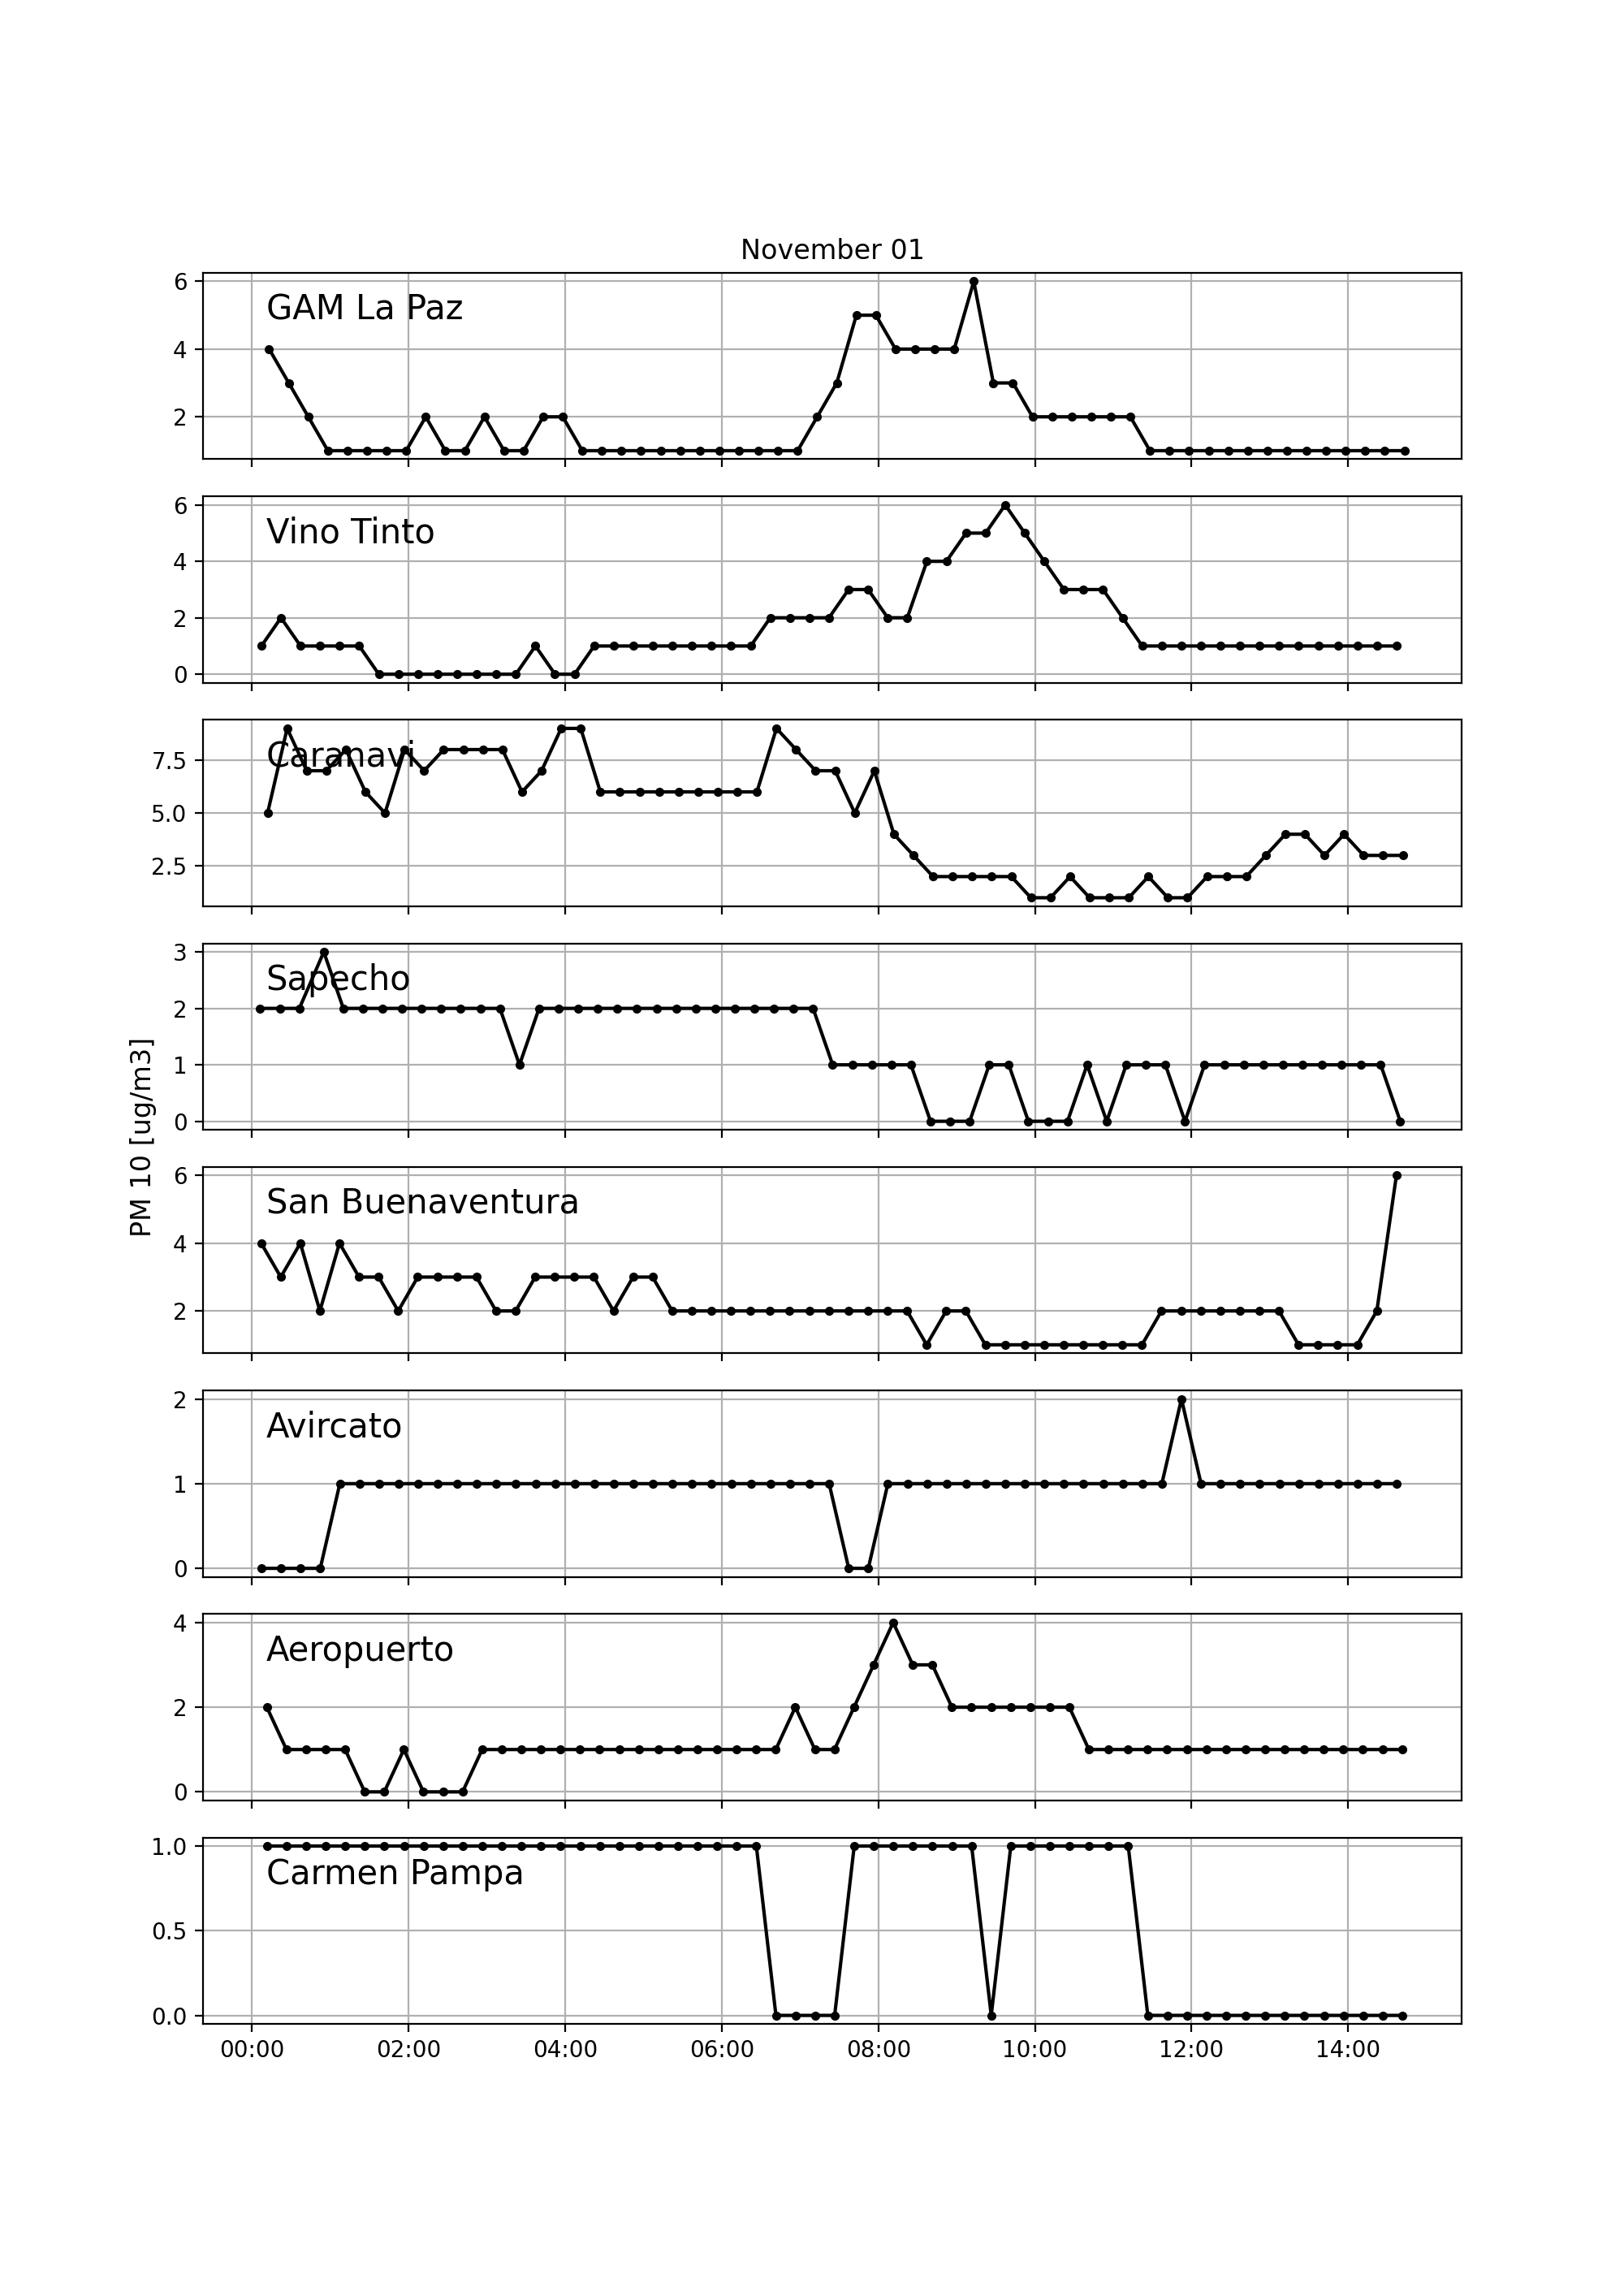 November 01
PM 10 [ug/m3]
6
4
2
GAM La Paz
6
4
2
0
Vino Tinto
7.5
5.0
2.5
Caranavi
3
2
1
0
Sapecho
6
4
2
San Buenaventura
2
1
0
Avircato
4
2
0
Aeropuerto
1.0
0.5
0.0
Carmen Pampa
00:00 02:00 04:00 06:00 08:00 10:00 12:00 14:00